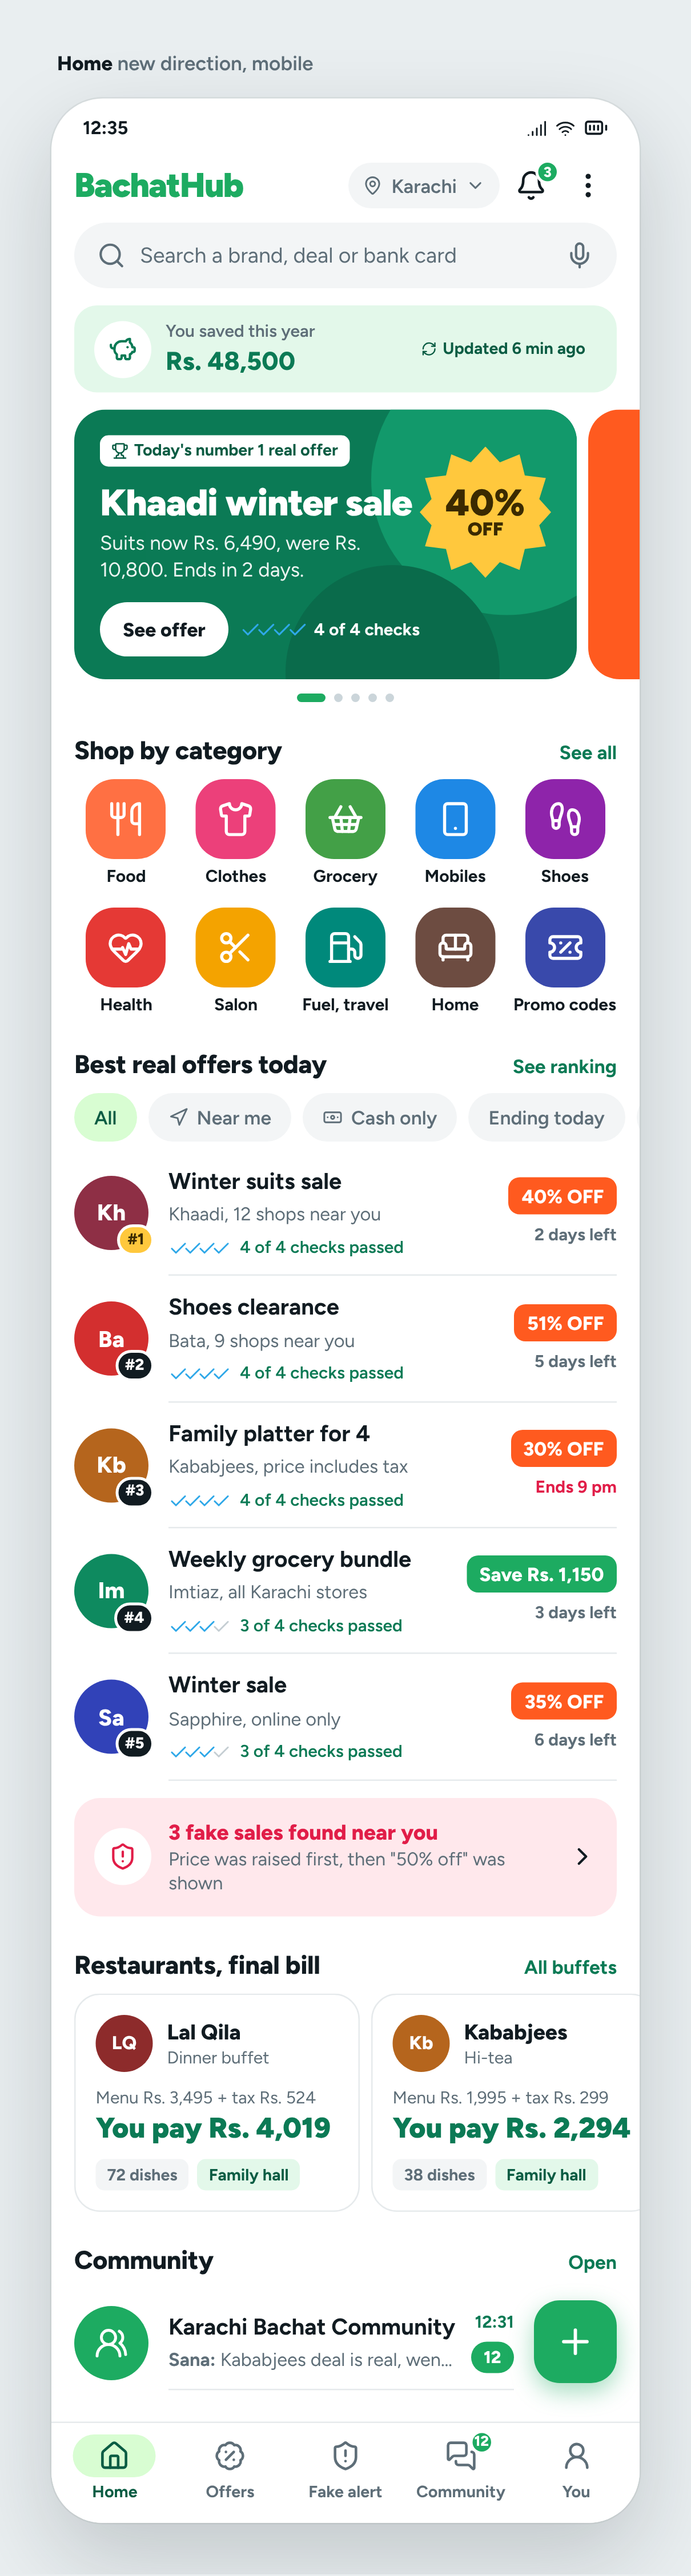 Home new direction, mobile
12:35
BachatHub
Karachi
3
Search a brand, deal or bank card
You saved this year
Rs. 48,500
Updated 6 min ago
Today's number 1 real offer
Khaadi winter sale
40%
OFF
Suits now Rs. 6,490, were Rs.
10,800. Ends in 2 days.
See offer
4 of 4 checks
Shop by category
See all
Food
Clothes
Grocery
Mobiles
Shoes
Health
Salon
Fuel, travel
Home
Promo codes
Best real offers today
See ranking
All
Near me
Cash only
Ending today
Kh
#1
Winter suits sale
Khaadi, 12 shops near you
4 of 4 checks passed
40% OFF
2 days left
Ba
#2
Shoes clearance
Bata, 9 shops near you
4 of 4 checks passed
51% OFF
5 days left
Kb
#3
Family platter for 4
Kababjees, price includes tax
4 of 4 checks passed
30% OFF
Ends 9 pm
Im
#4
Weekly grocery bundle
Imtiaz, all Karachi stores
3 of 4 checks passed
Save Rs. 1,150
3 days left
Sa
#5
Winter sale
Sapphire, online only
3 of 4 checks passed
35% OFF
6 days left
3 fake sales found near you
Price was raised first, then "50% off" was
shown
Restaurants, final bill
All buffets
LQ
Lal Qila
Dinner buffet
Menu Rs. 3,495 + tax Rs. 524
You pay Rs. 4,019
72 dishes
Family hall
Kb
Kababjees
Hi-tea
Menu Rs. 1,995 + tax Rs. 299
You pay Rs. 2,294
38 dishes
Family hall
Community
Open
Karachi Bachat Community
12:31
Sana: Kababjees deal is real, wen...
12
Home
Offers
Fake alert
12
Community
You